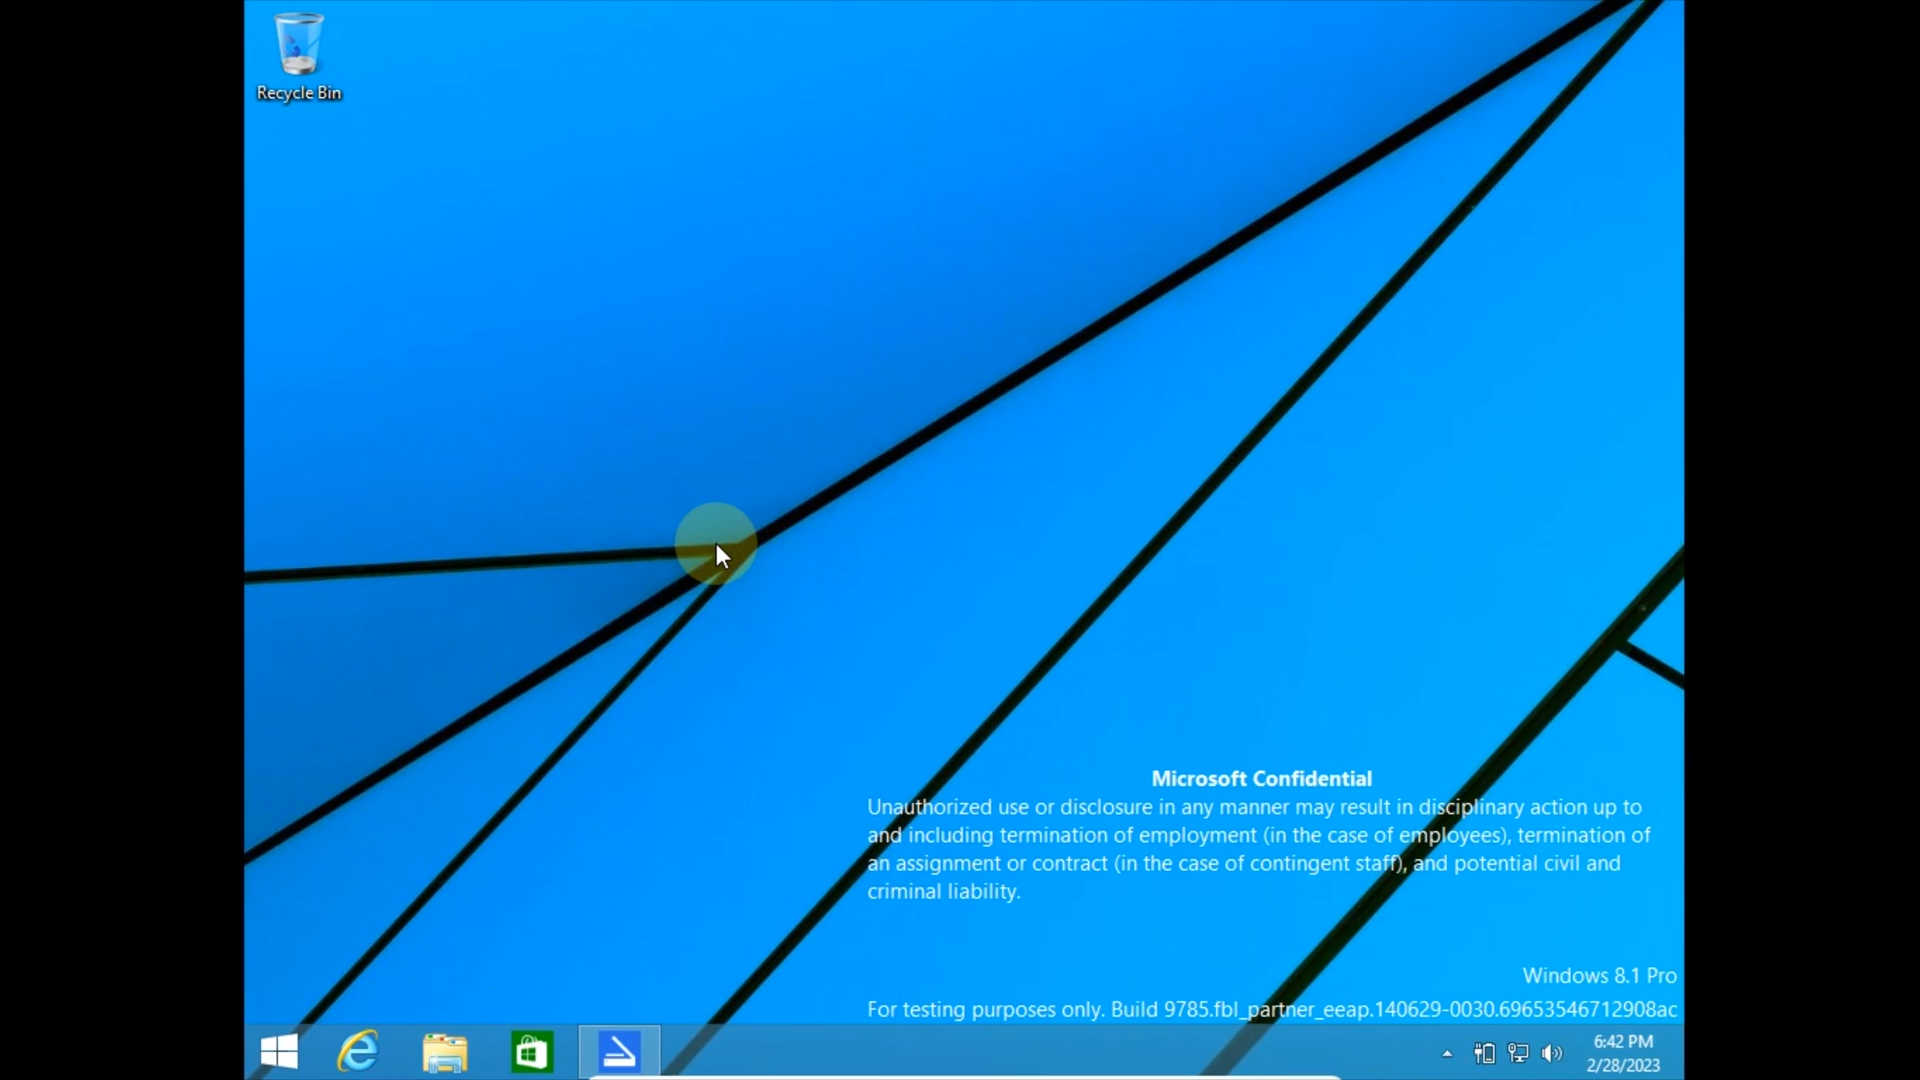 Recycle Bin
Microsoft Confidential
Unauthorized use or disclosure in any manner may result in disciplinary action up to
and including termination of employment (in the case of employees), termination of
an assignment or contract (in the case of contingent staff), and potential civil and
criminal liability.
Windows 8.1 Pro
For testing purposes only. Build 9785.fbl_partner_eeap.140629-0030.69653546712908ac
6:42 PM
2/28/2023